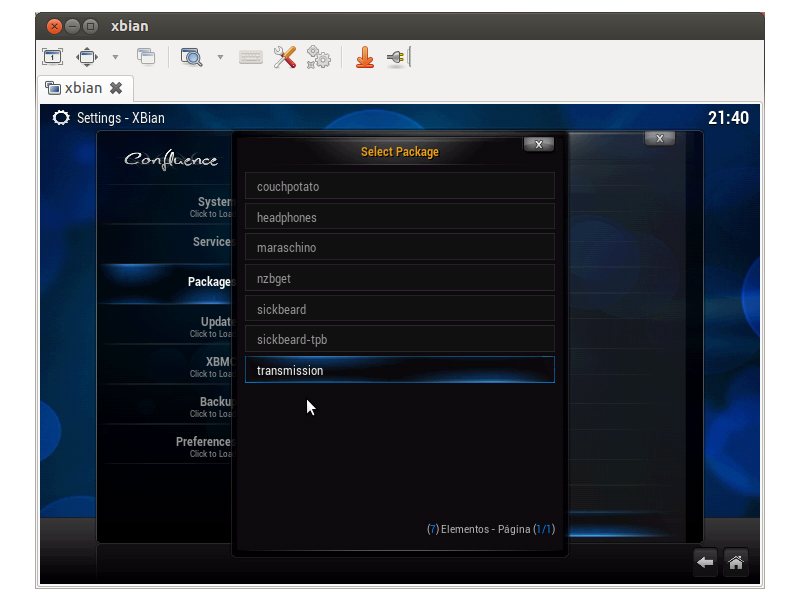 xbian
xbian
Settings - XBian
21:40
Confluence
Select Package
X
X
couchpotato
headphones
maraschino
nzbget
sickbeard
sickbeard-tpb
transmission
System
Click to Loa
Service
Package
Updat
Click to Loa
XBM
Click to Loa
Backu
Click to Loa
Preference
Click to Loa
(7) Elementos - Página (1/1)